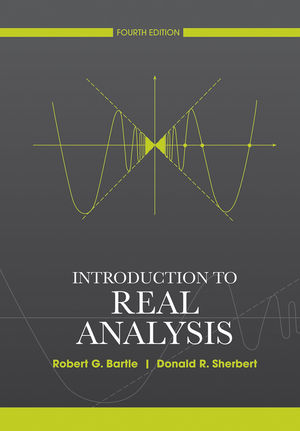 FOURTH EDITION
INTRODUCTION TO
REAL
ANALYSIS
Robert G. Bartle | Donald R. Sherbert